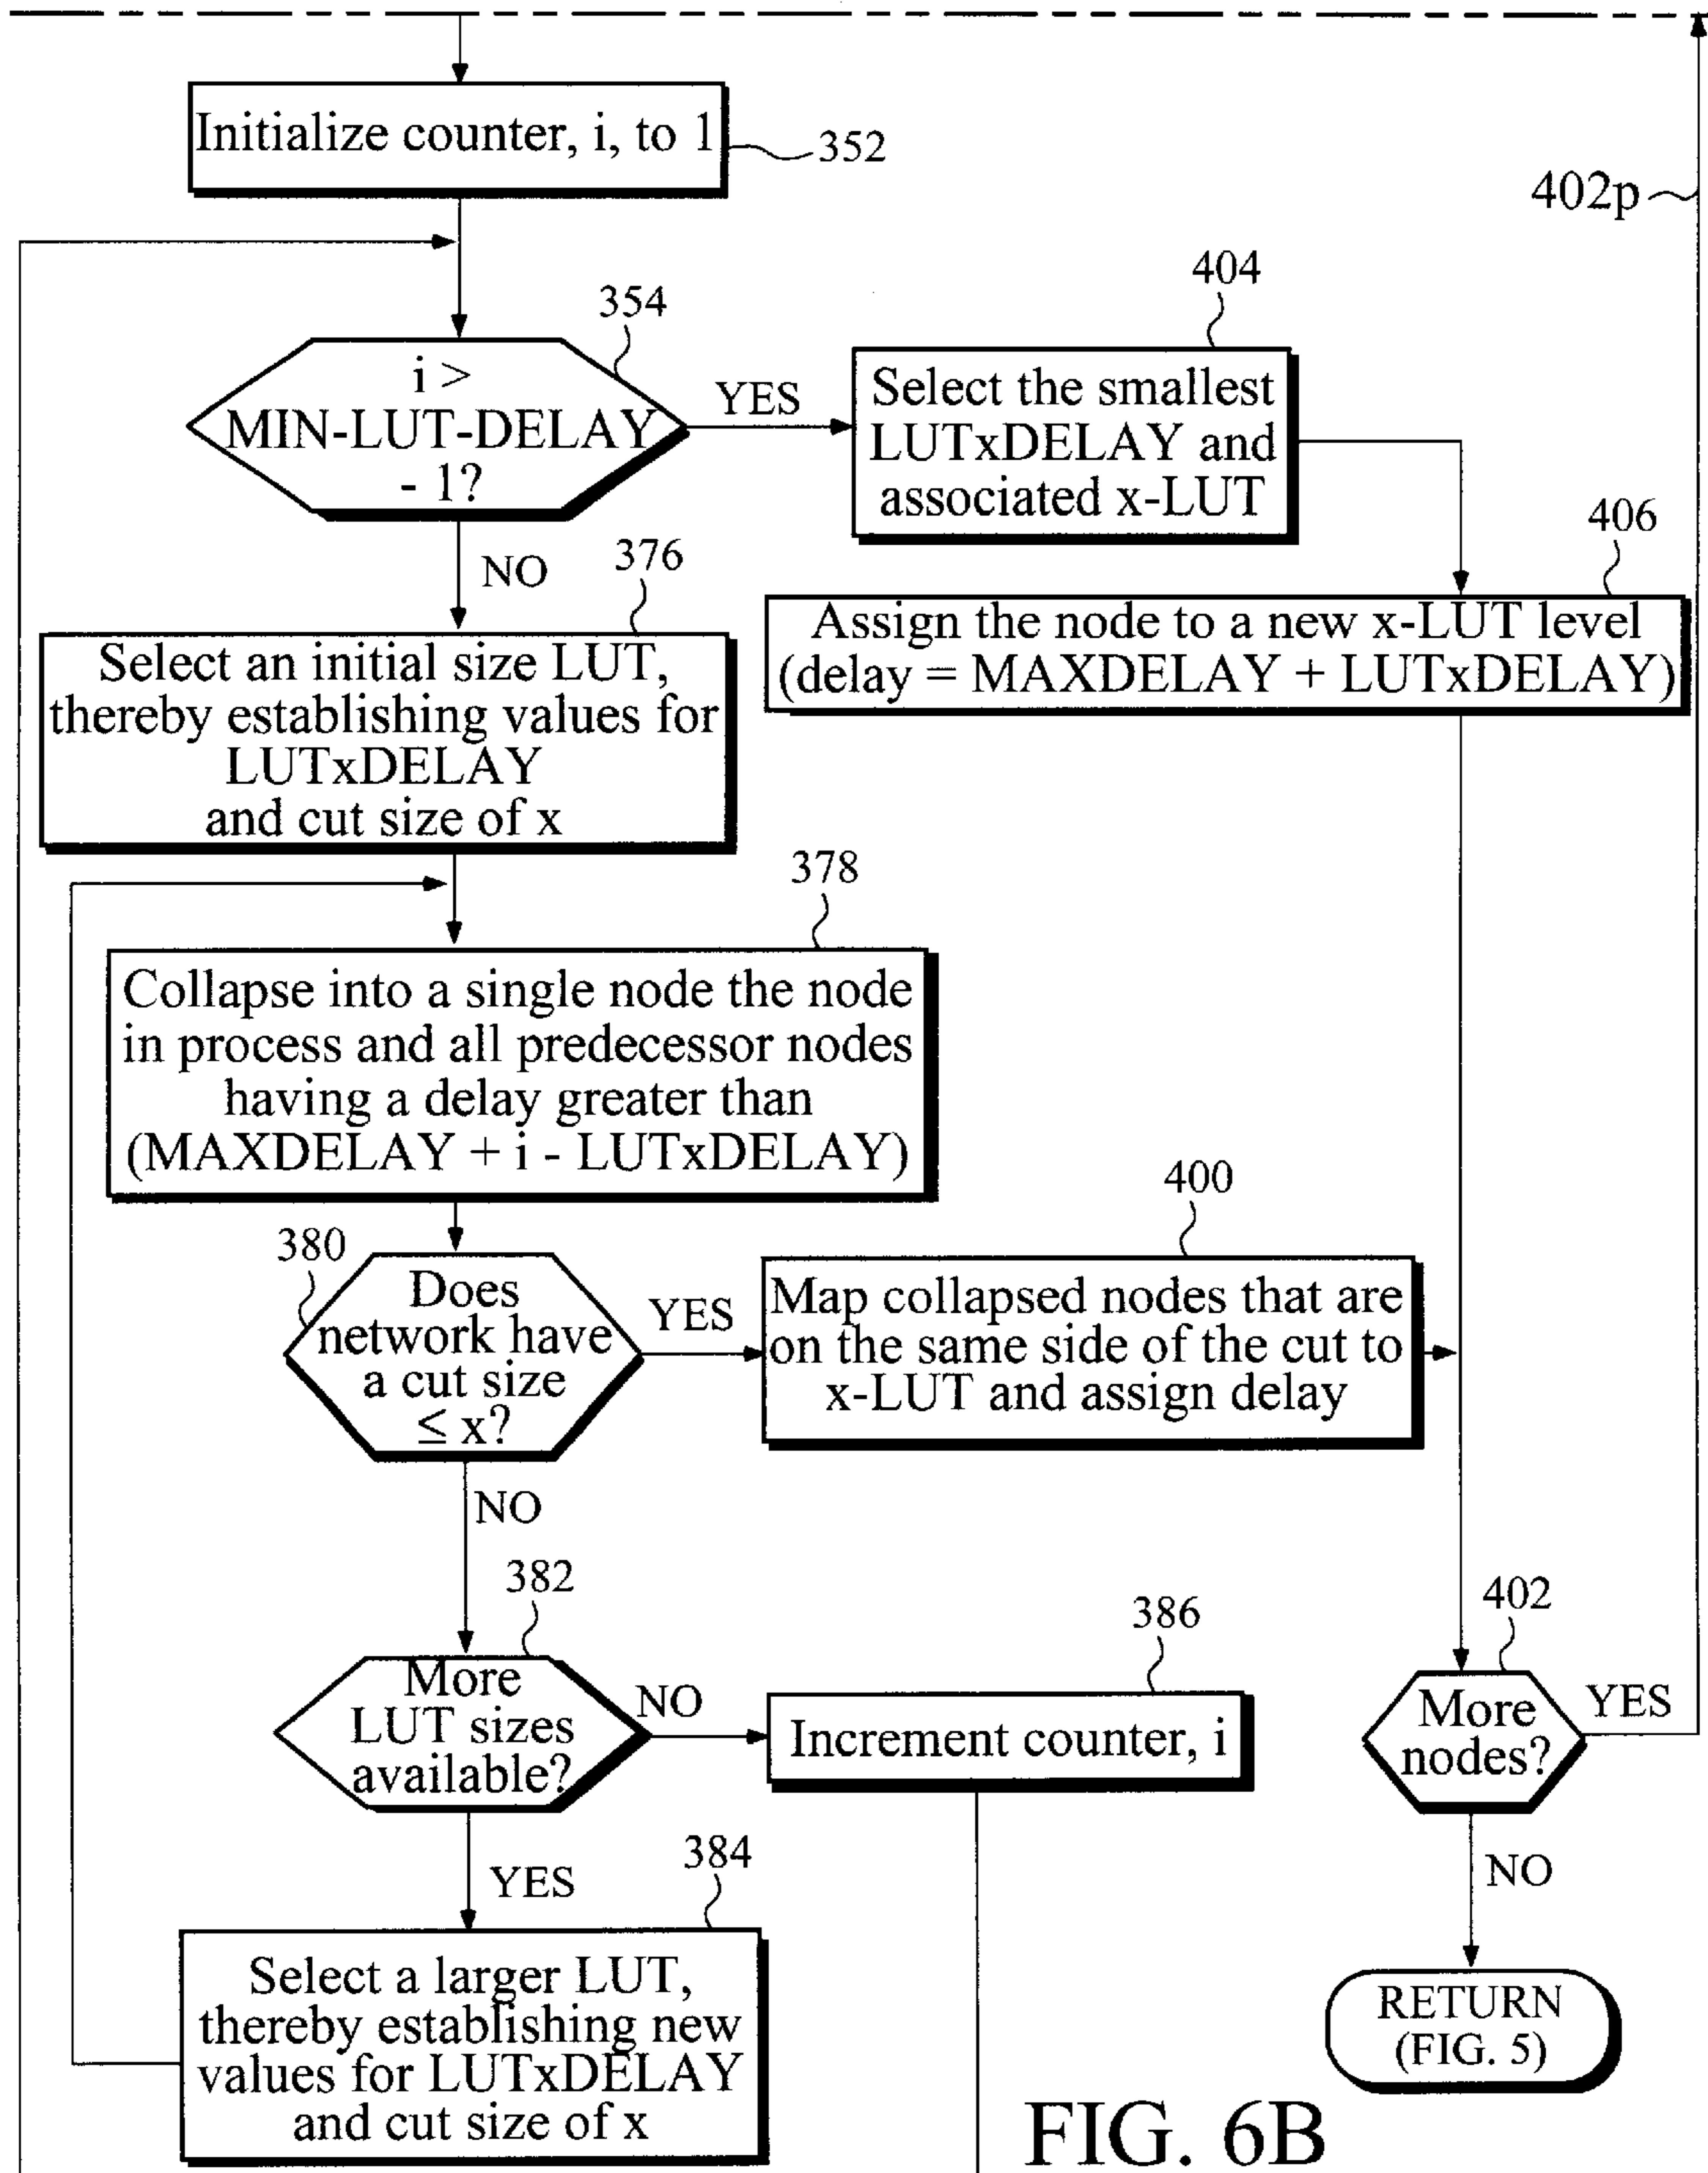 Initialize counter, i, to 1
352
402p
354
i >
MIN-LUT-DELAY
- 1?
YES
404
Select the smallest
LUTxDELAY and
associated x-LUT
NO
406
Assign the node to a new x-LUT level
(delay = MAXDELAY + LUTxDELAY)
376
Select an initial size LUT,
thereby establishing values for
LUTxDELAY
and cut size of x
378
Collapse into a single node the node
in process and all predecessor nodes
having a delay greater than
(MAXDELAY + i - LUTxDELAY)
380
Does
network have
a cut size
≤ x?
YES
400
Map collapsed nodes that are
on the same side of the cut to
x-LUT and assign delay
NO
382
More
LUT sizes
available?
NO
386
Increment counter, i
402
More
nodes?
YES
YES
384
Select a larger LUT,
thereby establishing new
values for LUTxDELAY
and cut size of x
NO
RETURN
(FIG. 5)
FIG. 6B